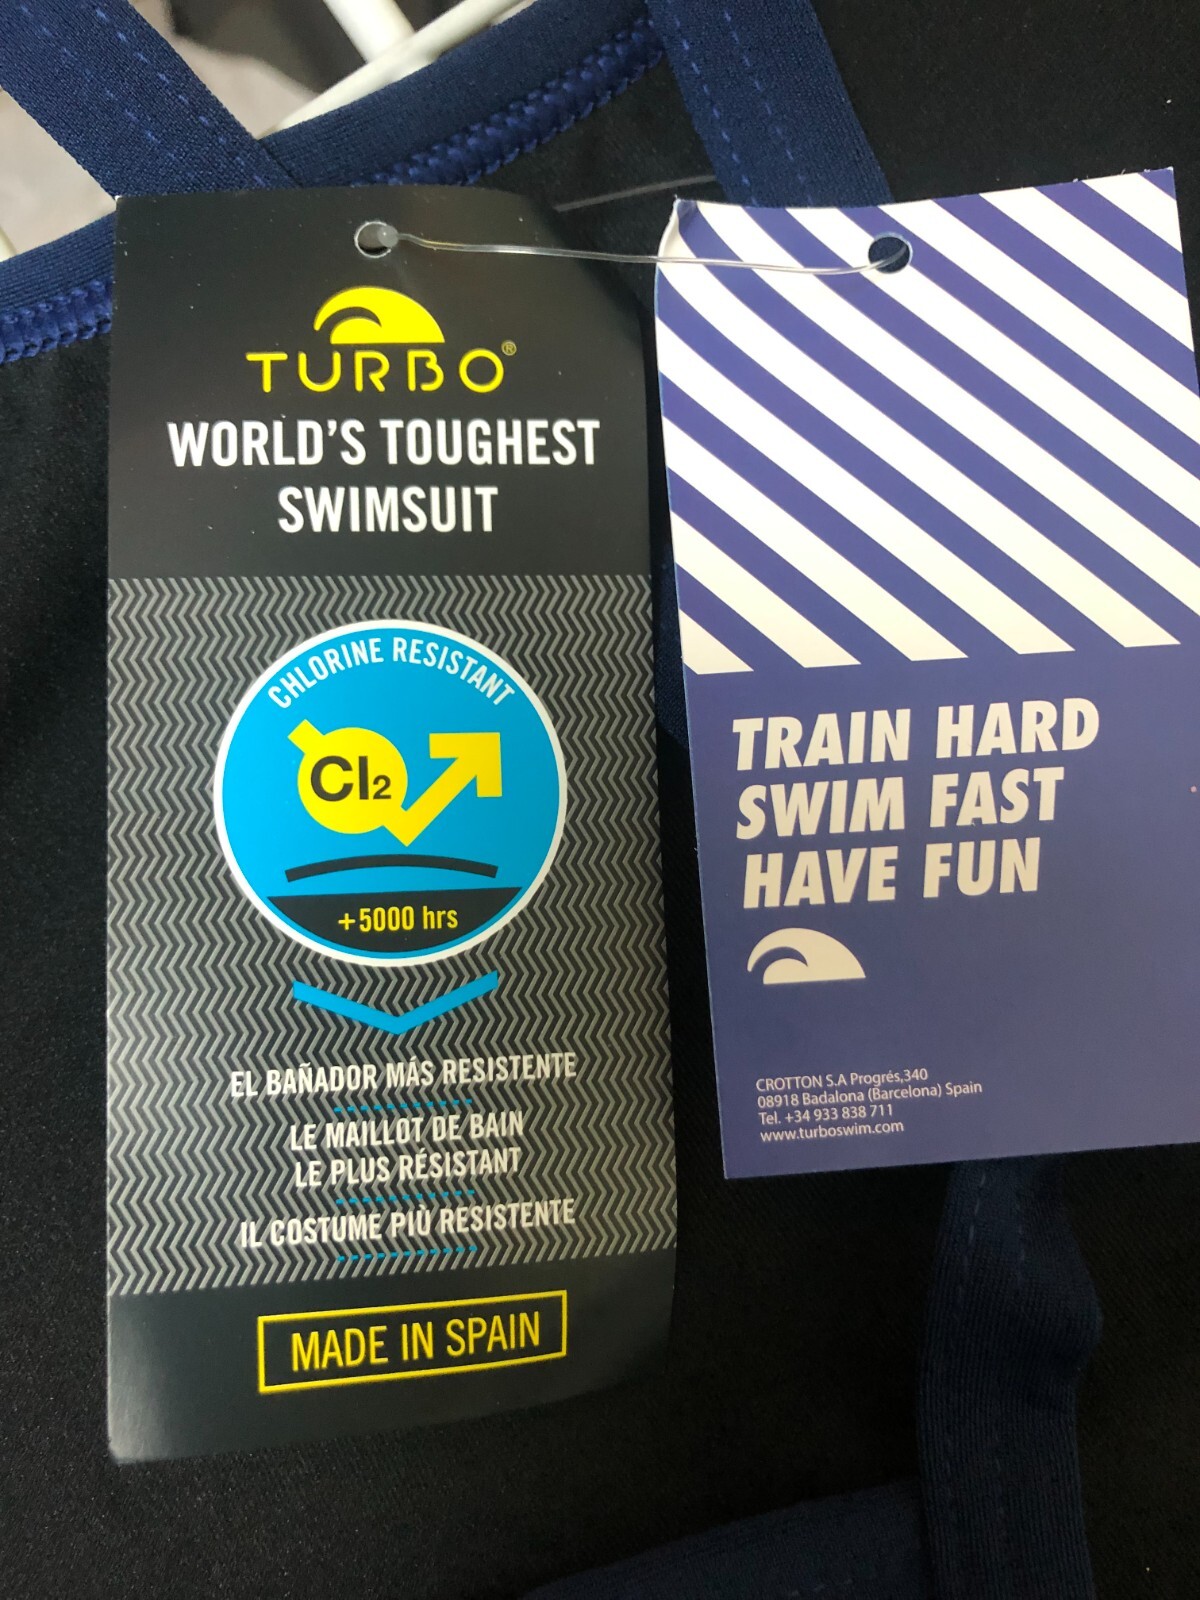 TURBO®
WORLD'S TOUGHEST
SWIMSUIT
CHLORINE RESISTANT
Cl2
+5000 hrs
EL BAÑADOR MÁS RESISTENTE
LE MAILLOT DE BAIN
LE PLUS RÉSISTANT
IL COSTUME PIÙ RESISTENTE
MADE IN SPAIN
TRAIN HARD
SWIM FAST
HAVE FUN
CROTTON S.A Progrés,340
08918 Badalona (Barcelona) Spain
Tel. +34 933 838 711
www.turboswim.com